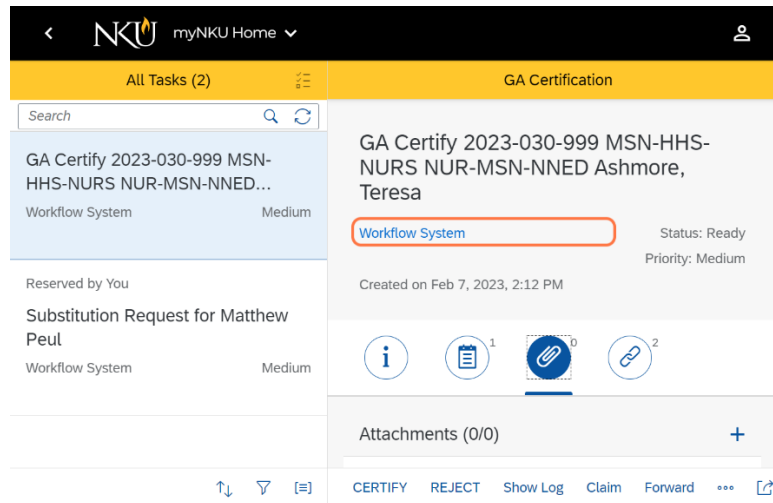 NKU myNKU Home
All Tasks (2)
GA Certification
Search
GA Certify 2023-030-999 MSN-
HHS-NURS NUR-MSN-NNED...
Workflow System Medium
Reserved by You
Substitution Request for Matthew
Peul
Workflow System Medium
GA Certify 2023-030-999 MSN-HHS-
NURS NUR-MSN-NNED Ashmore,
Teresa
Workflow System Status: Ready
Priority: Medium
Created on Feb 7, 2023, 2:12 PM
i 1 0 2
Attachments (0/0)
CERTIFY REJECT Show Log Claim Forward